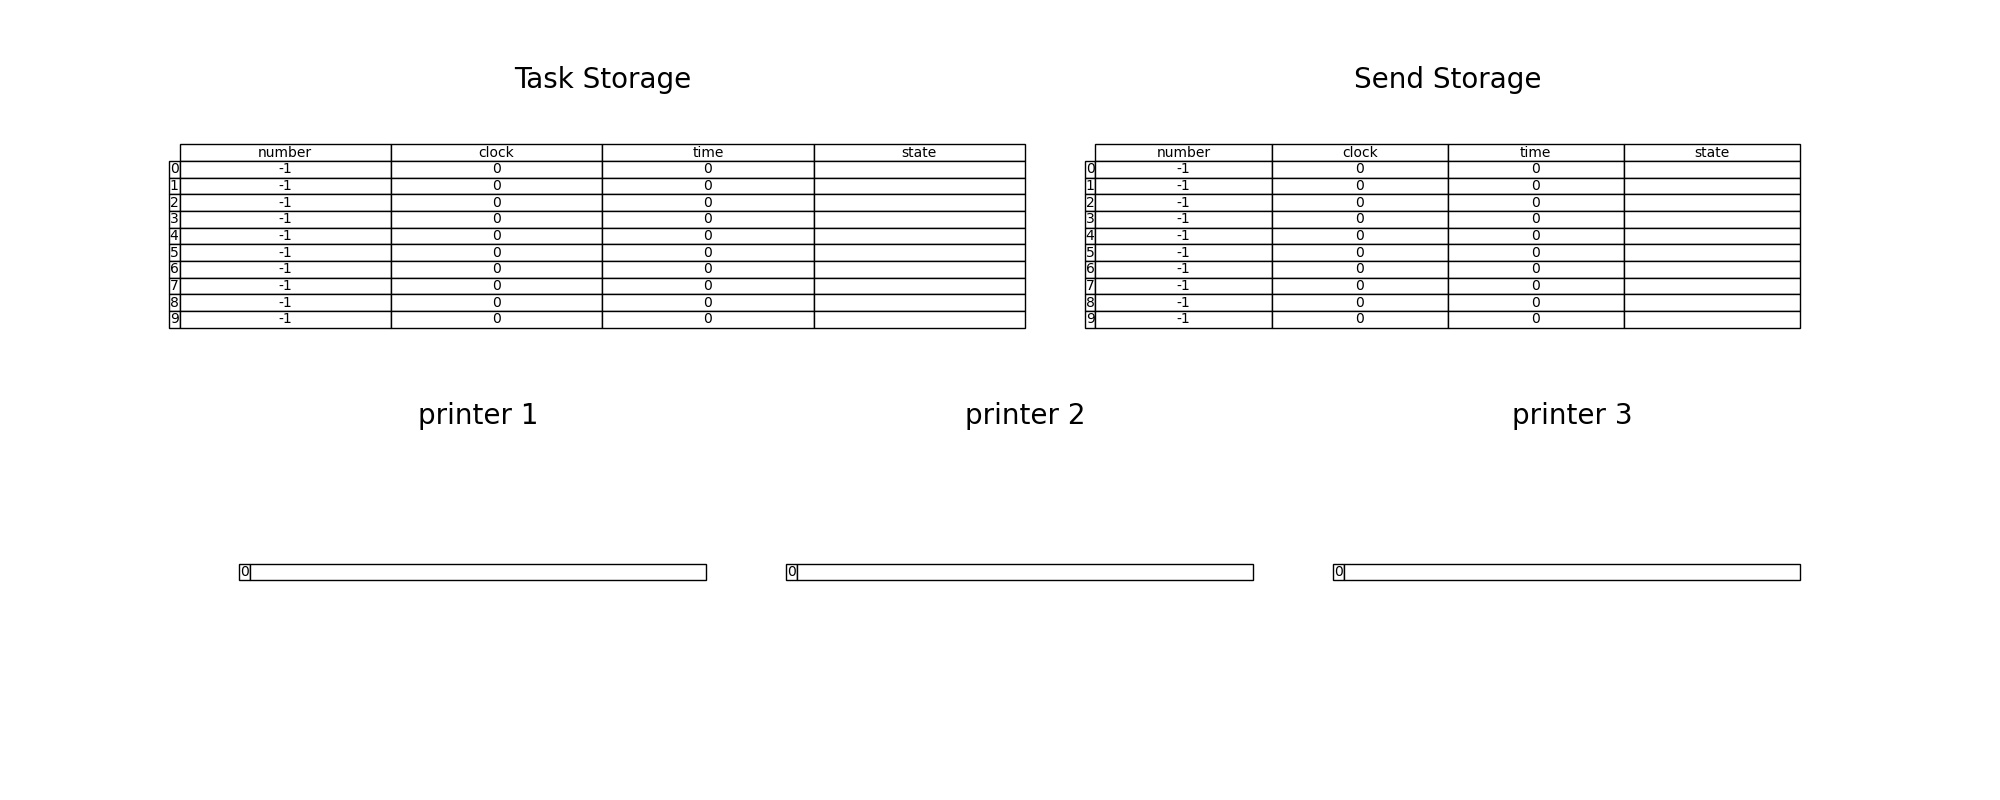 Task Storage Send Storage
number clock time state number clock time state
0 -1 0 0 0 -1 0 0
1 -1 0 0 1 -1 0 0
2 -1 0 0 2 -1 0 0
3 -1 0 0 3 -1 0 0
4 -1 0 0 4 -1 0 0
5 -1 0 0 5 -1 0 0
6 -1 0 0 6 -1 0 0
7 -1 0 0 7 -1 0 0
8 -1 0 0 8 -1 0 0
9 -1 0 0 9 -1 0 0
printer 1 printer 2 printer 3
0 0 0